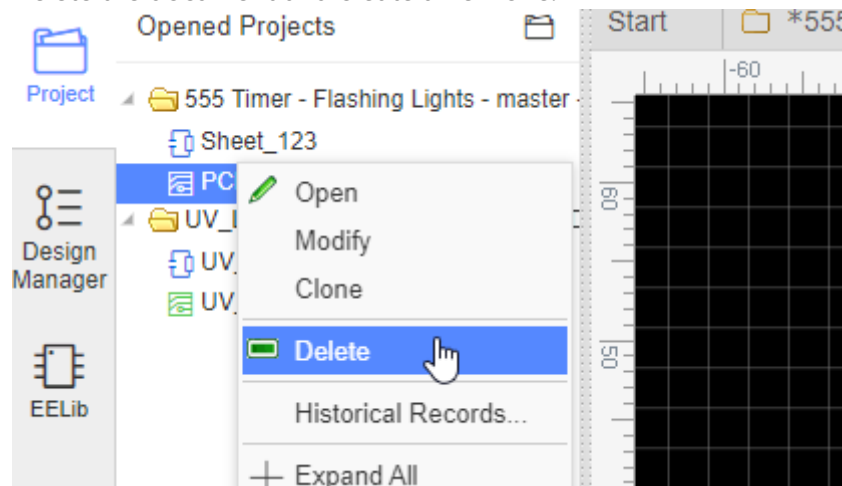 Opened Projects
Start
*555
Project
555 Timer - Flashing Lights - master -
-60
Sheet_123
PC
Open
60
UV_
Modify
Design
Manager
UV_
Clone
UV_
Delete
50
EELib
Historical Records...
Expand All